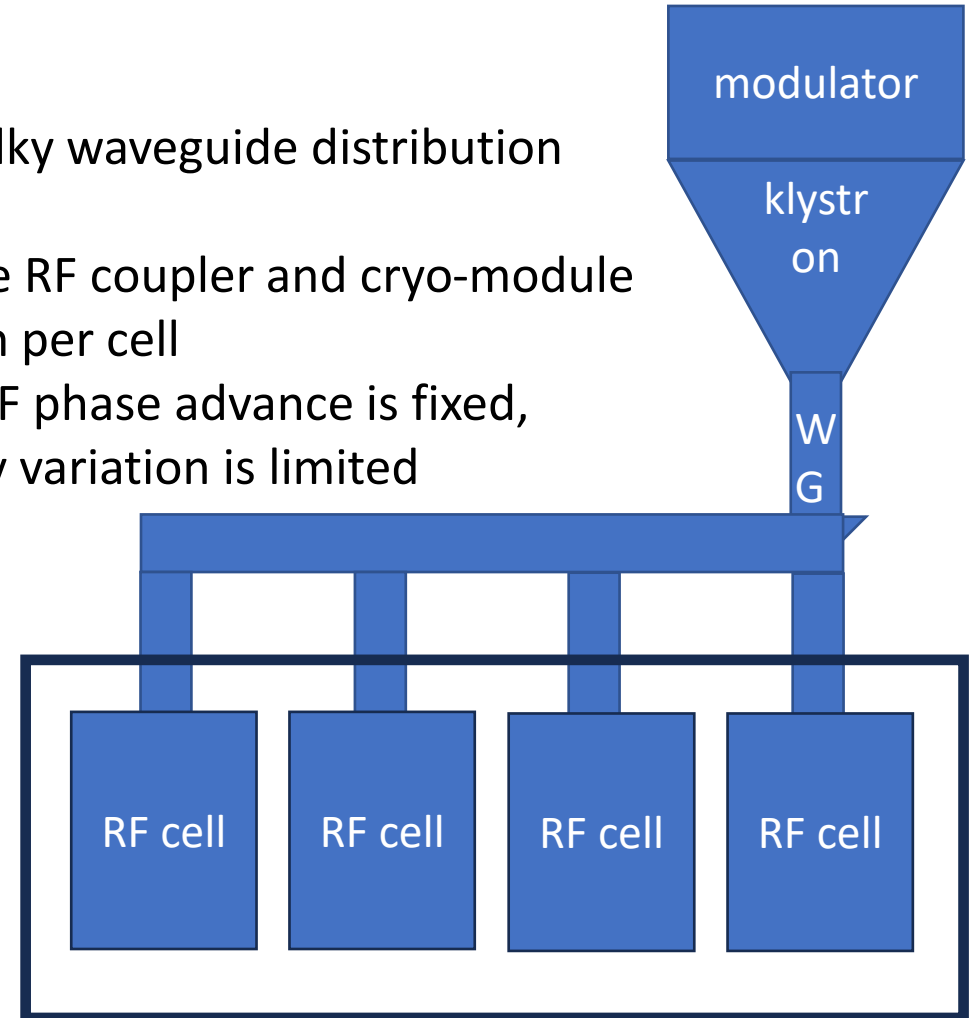 modulator
lky waveguide distribution
klystr
on
e RF coupler and cryo-module
n per cell
F phase advance is fixed,
y variation is limited
W
G
RF cell RF cell RF cell RF cell